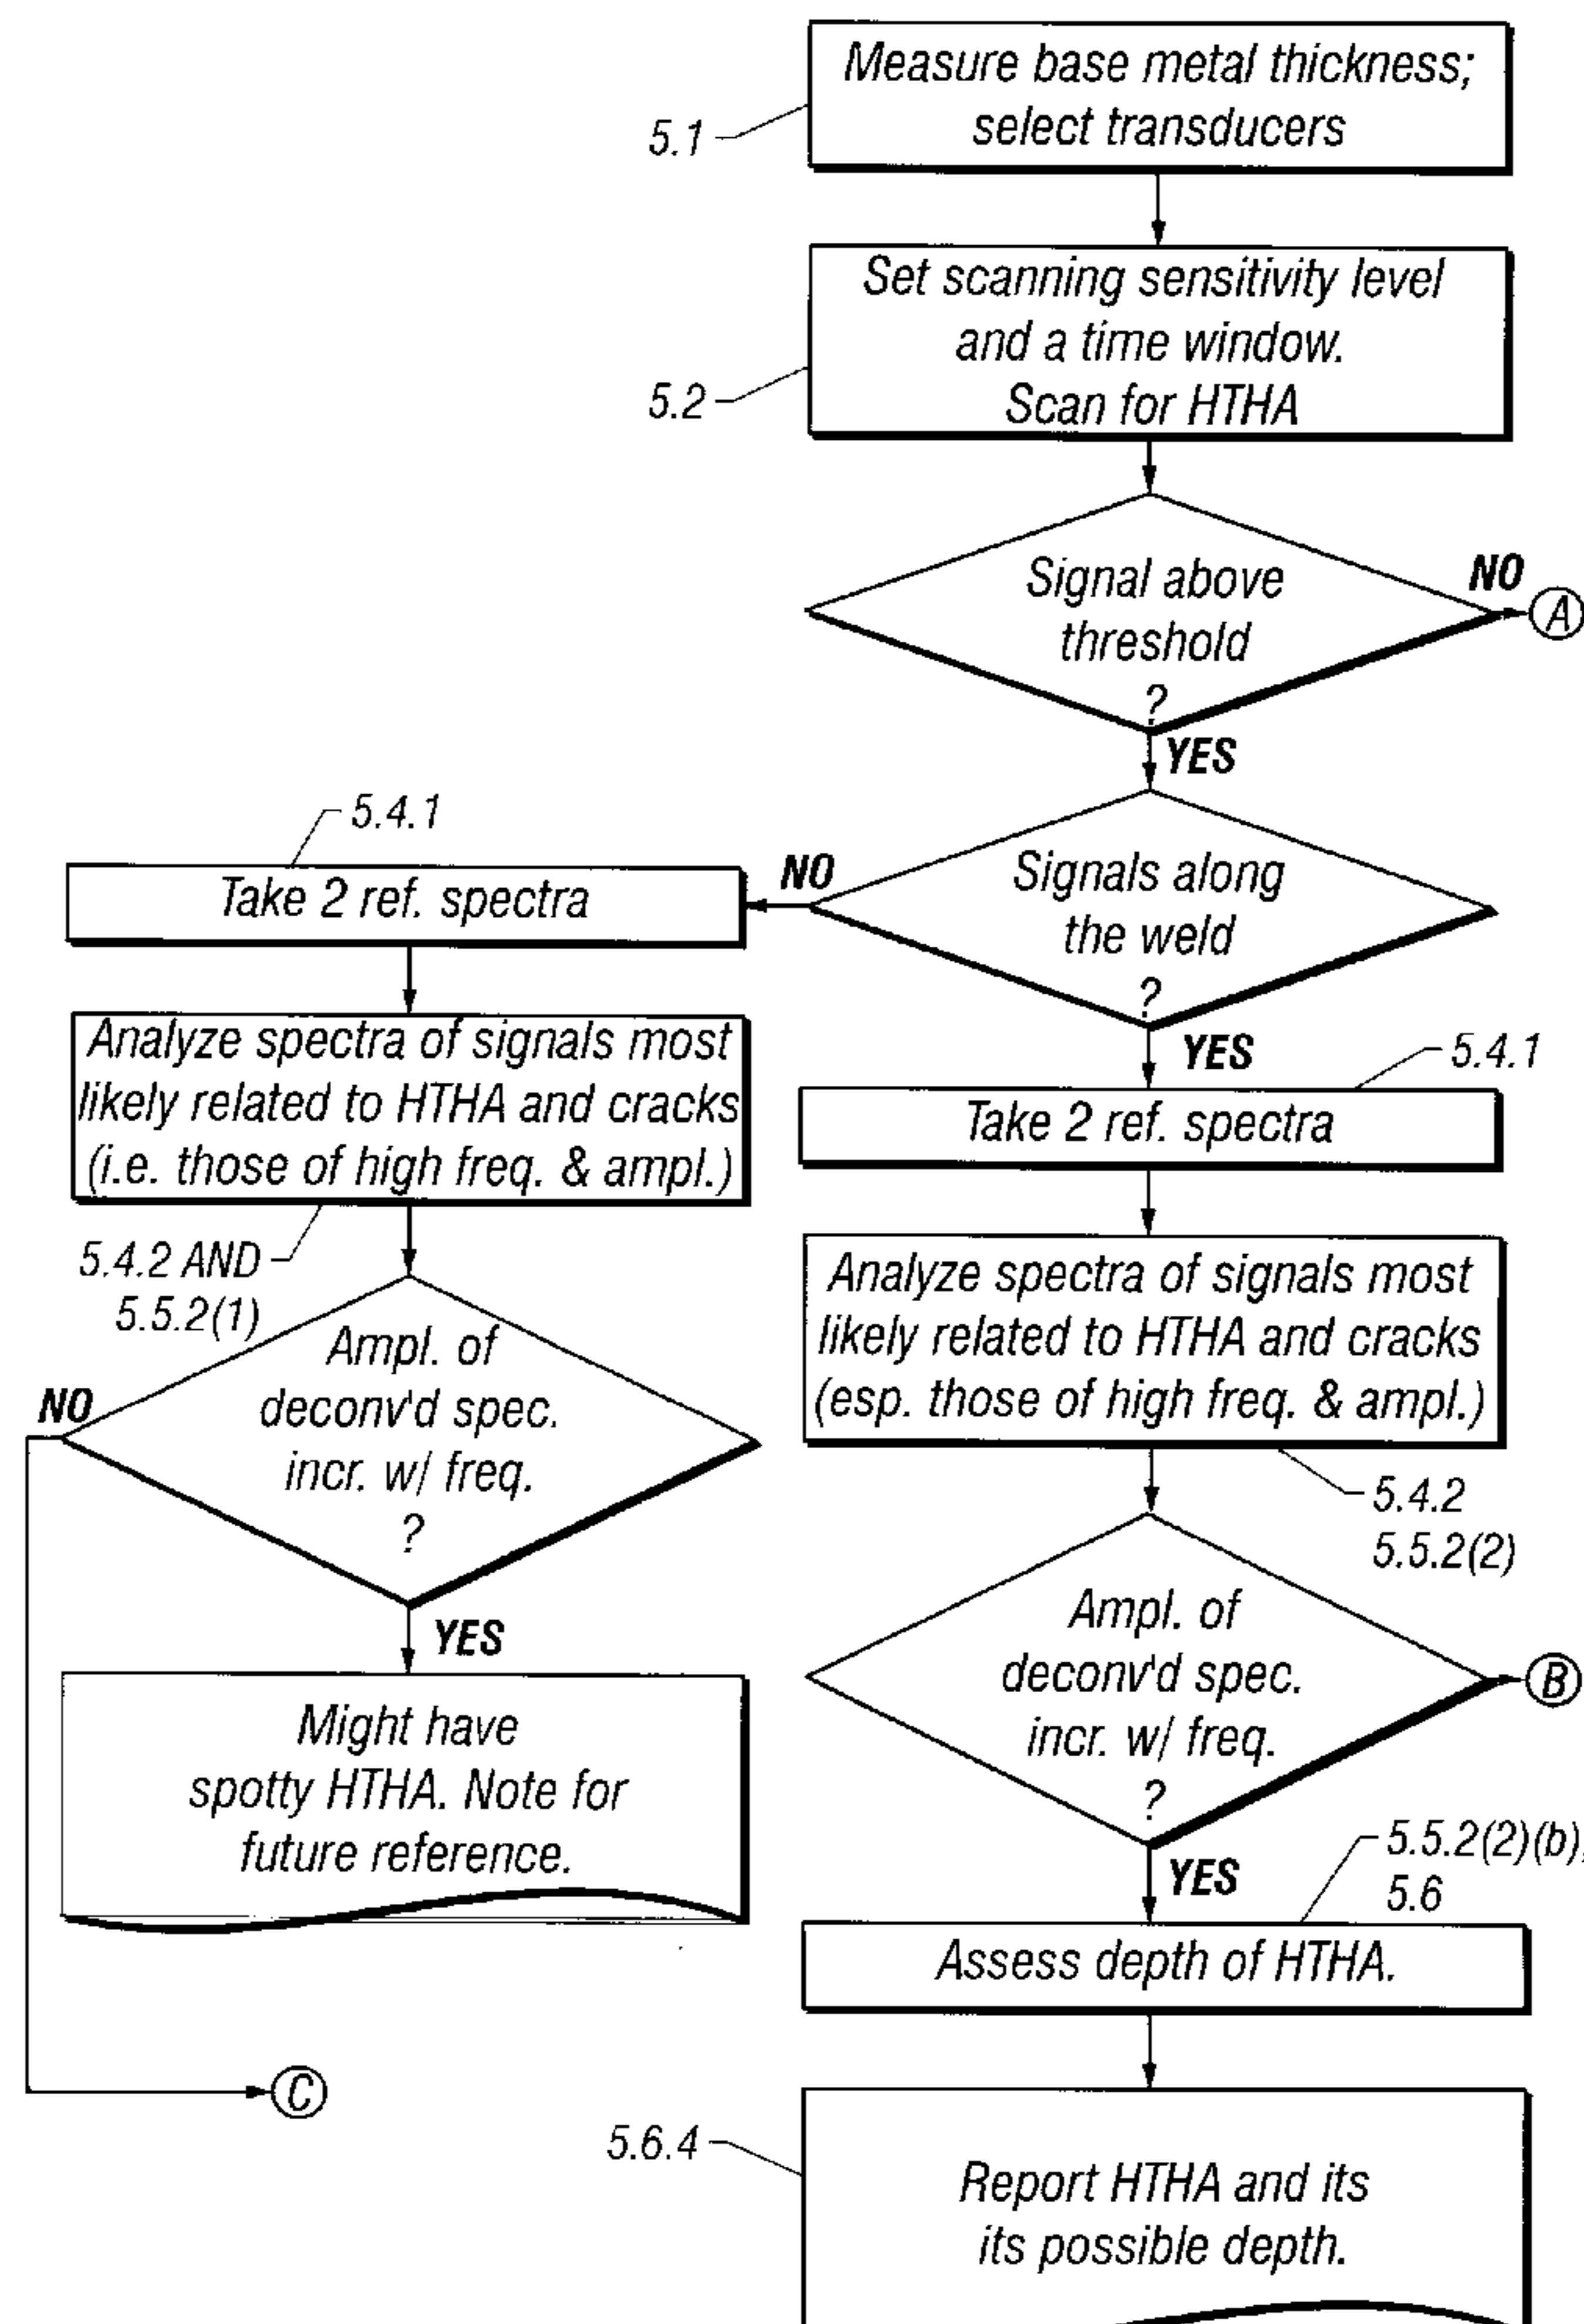 Measure base metal thickness;
select transducers
5.1
Set scanning sensitivity level
and a time window.
Scan for HTHA
5.2
Signal above
threshold
?
NO
A
YES
Signals along
the weld
?
NO
5.4.1
Take 2 ref. spectra
Analyze spectra of signals most
likely related to HTHA and cracks
(i.e. those of high freq. & ampl.)
5.4.2 AND
5.5.2(1)
Ampl. of
deconv'd spec.
incr. w/ freq.
?
NO
YES
Might have
spotty HTHA. Note for
future reference.
C
YES
5.4.1
Take 2 ref. spectra
Analyze spectra of signals most
likely related to HTHA and cracks
(esp. those of high freq. & ampl.)
5.4.2
5.5.2(2)
Ampl. of
deconv'd spec.
incr. w/ freq.
?
B
YES
5.5.2(2)(b),
5.6
Assess depth of HTHA.
5.6.4
Report HTHA and its
its possible depth.